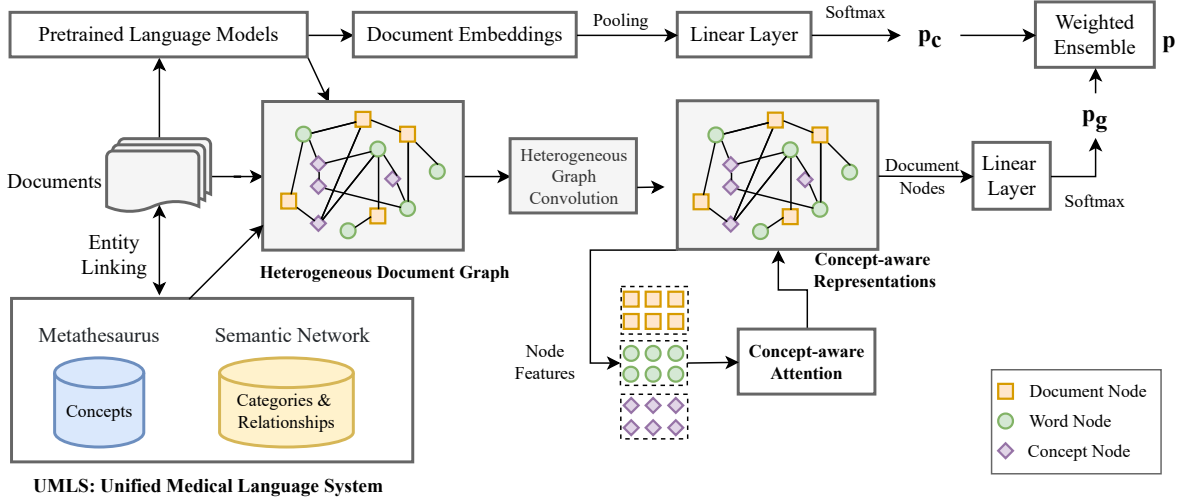 Pretrained Language Models
Document Embeddings
Pooling
Linear Layer
Softmax
p_c
Weighted
Ensemble
p
Documents
Heterogeneous
Graph
Convolution
Document
Nodes
Linear
Layer
Softmax
p_g
Entity
Linking
Heterogeneous Document Graph
Concept-aware
Representations
Metathesaurus
Semantic Network
Concepts
Categories &
Relationships
Node
Features
Concept-aware
Attention
Document Node
Word Node
Concept Node
UMLS: Unified Medical Language System